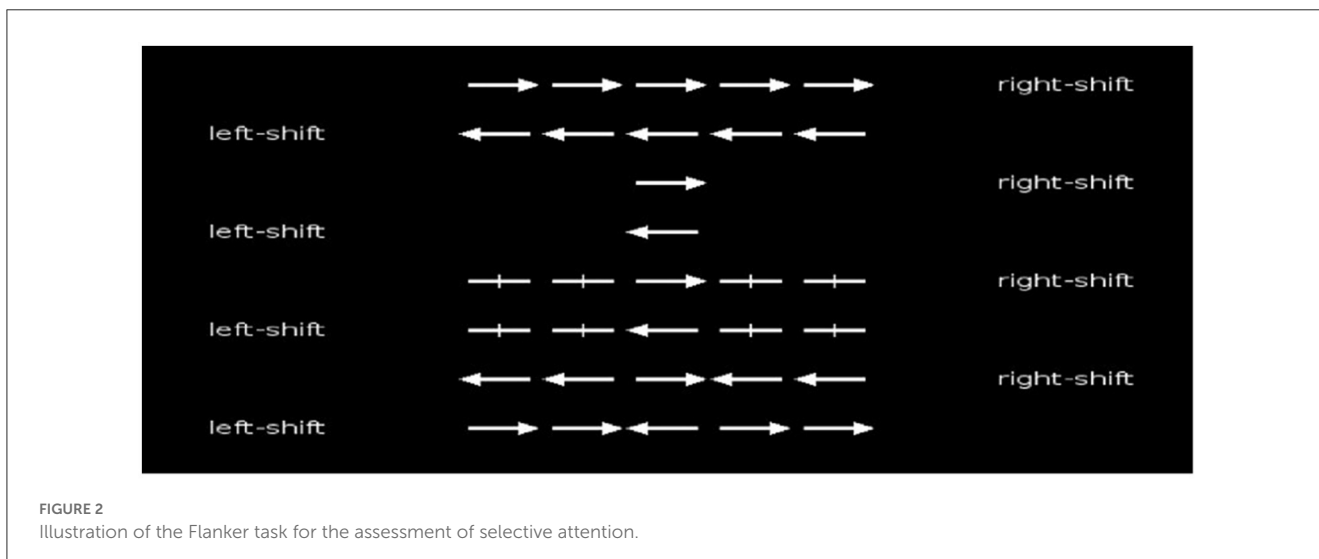 right-shift
left-shift
right-shift
left-shift
right-shift
left-shift
right-shift
left-shift
FIGURE 2
Illustration of the Flanker task for the assessment of selective attention.